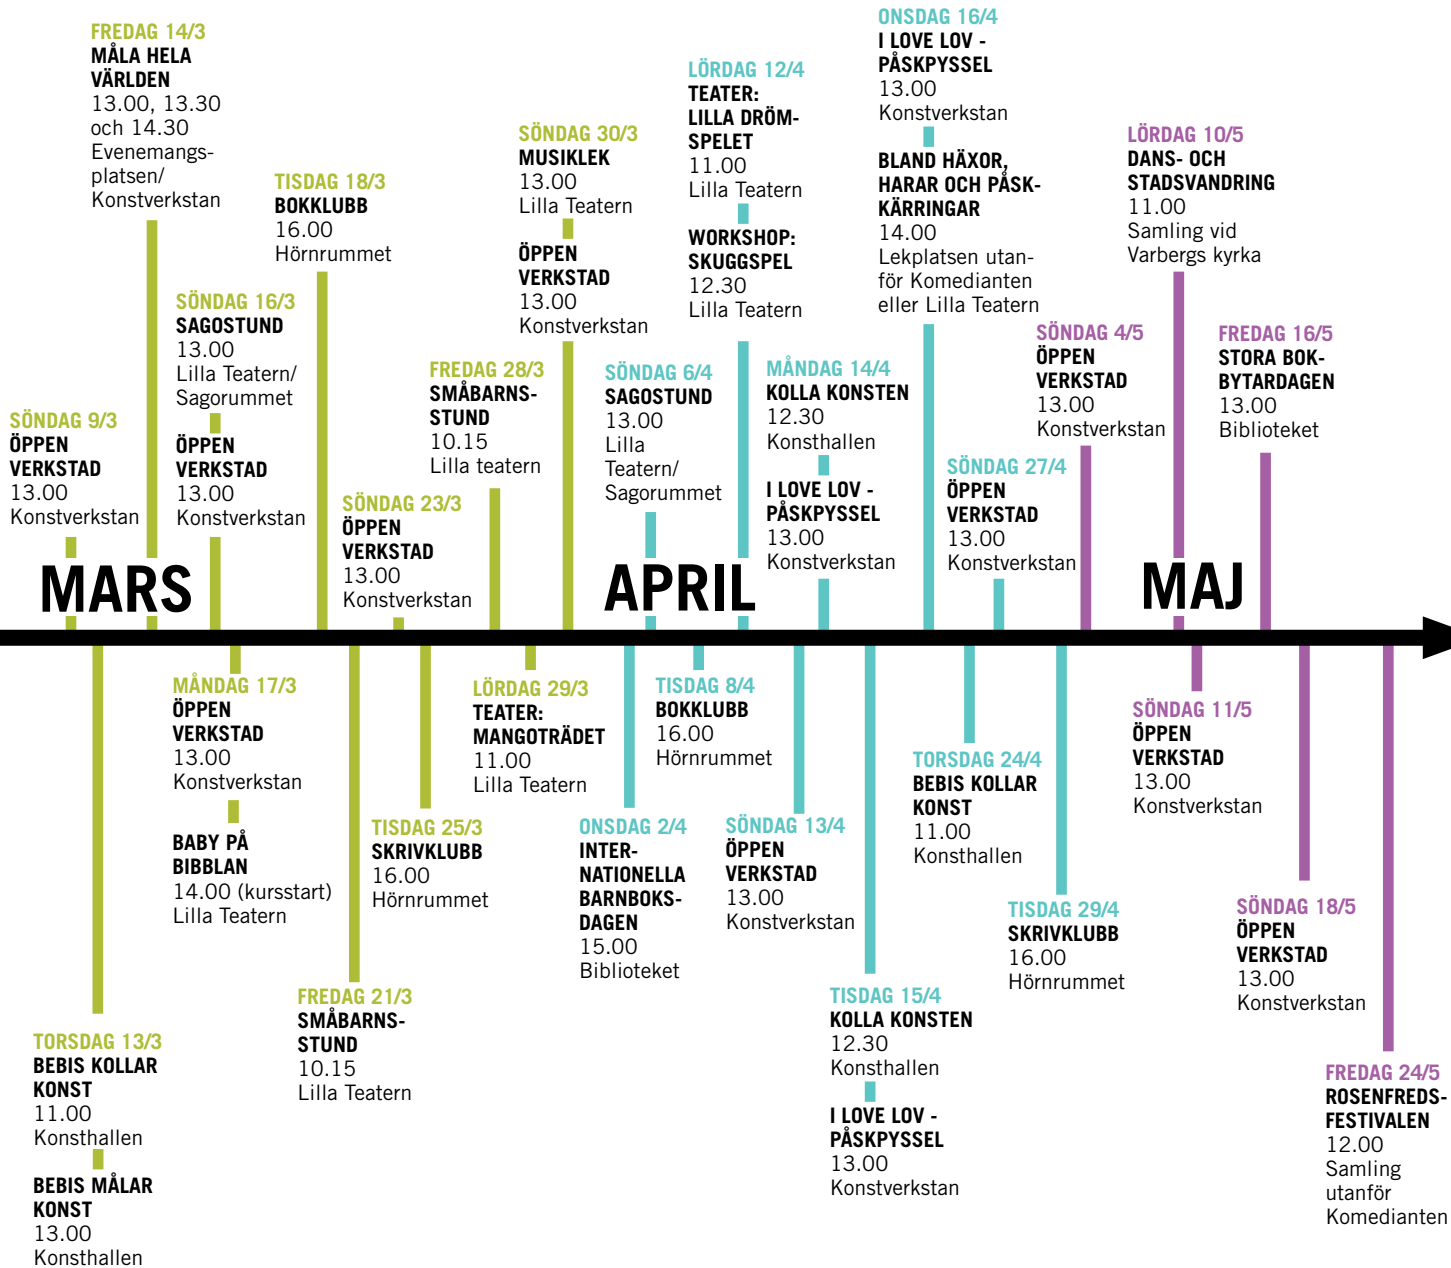 FREDAG 14/3
MÅLA HELA
VÄRLDEN
13.00, 13.30
och 14.30
Evenemangs-
platsen/
Konstverkstan
ONSDAG 16/4
I LOVE LOV -
PÅSKPYSSEL
13.00
Konstverkstan
BLAND HÄXOR,
HARAR OCH PÅSK-
KÄRRINGAR
14.00
Lekplatsen utan-
för Komedianten
eller Lilla Teatern
LÖRDAG 12/4
TEATER:
LILLA DRÖM-
SPELET
11.00
Lilla Teatern
WORKSHOP:
SKUGGSPEL
12.30
Lilla Teatern
SÖNDAG 30/3
MUSIKLEK
13.00
Lilla Teatern
ÖPPEN
VERKSTAD
13.00
Konstverkstan
LÖRDAG 10/5
DANS- OCH
STADSVANDRING
11.00
Samling vid
Varbergs kyrka
TISDAG 18/3
BOKKLUBB
16.00
Hörnrummet
SÖNDAG 16/3
SAGOSTUND
13.00
Lilla Teatern/
Sagorummet
ÖPPEN
VERKSTAD
13.00
Konstverkstan
SÖNDAG 9/3
ÖPPEN
VERKSTAD
13.00
Konstverkstan
SÖNDAG 23/3
ÖPPEN
VERKSTAD
13.00
Konstverkstan
FREDAG 28/3
SMÅBARNS-
STUND
10.15
Lilla teatern
SÖNDAG 6/4
SAGOSTUND
13.00
Lilla
Teatern/
Sagorummet
MÅNDAG 14/4
KOLLA KONSTEN
12.30
Konsthallen
I LOVE LOV -
PÅSKPYSSEL
13.00
Konstverkstan
SÖNDAG 27/4
ÖPPEN
VERKSTAD
13.00
Konstverkstan
SÖNDAG 4/5
ÖPPEN
VERKSTAD
13.00
Konstverkstan
FREDAG 16/5
STORA BOK-
BYTARDAGEN
13.00
Biblioteket
MARS
APRIL
MAJ
TORSDAG 13/3
BEBIS KOLLAR
KONST
11.00
Konsthallen
BEBIS MÅLAR
KONST
13.00
Konsthallen
MÅNDAG 17/3
ÖPPEN
VERKSTAD
13.00
Konstverkstan
BABY PÅ
BIBBLAN
14.00 (kursstart)
Lilla Teatern
FREDAG 21/3
SMÅBARNS-
STUND
10.15
Lilla Teatern
TISDAG 25/3
SKRIVKLUBB
16.00
Hörnrummet
LÖRDAG 29/3
TEATER:
MANGOTRÄDET
11.00
Lilla Teatern
ONSDAG 2/4
INTER-
NATIONELLA
BARNBOKS-
DAGEN
15.00
Biblioteket
TISDAG 8/4
BOKKLUBB
16.00
Hörnrummet
SÖNDAG 13/4
ÖPPEN
VERKSTAD
13.00
Konstverkstan
TISDAG 15/4
KOLLA KONSTEN
12.30
Konsthallen
I LOVE LOV -
PÅSKPYSSEL
13.00
Konstverkstan
TORSDAG 24/4
BEBIS KOLLAR
KONST
11.00
Konsthallen
TISDAG 29/4
SKRIVKLUBB
16.00
Hörnrummet
SÖNDAG 11/5
ÖPPEN
VERKSTAD
13.00
Konstverkstan
SÖNDAG 18/5
ÖPPEN
VERKSTAD
13.00
Konstverkstan
FREDAG 24/5
ROSENFREDS-
FESTIVALEN
12.00
Samling
utanför
Komedianten